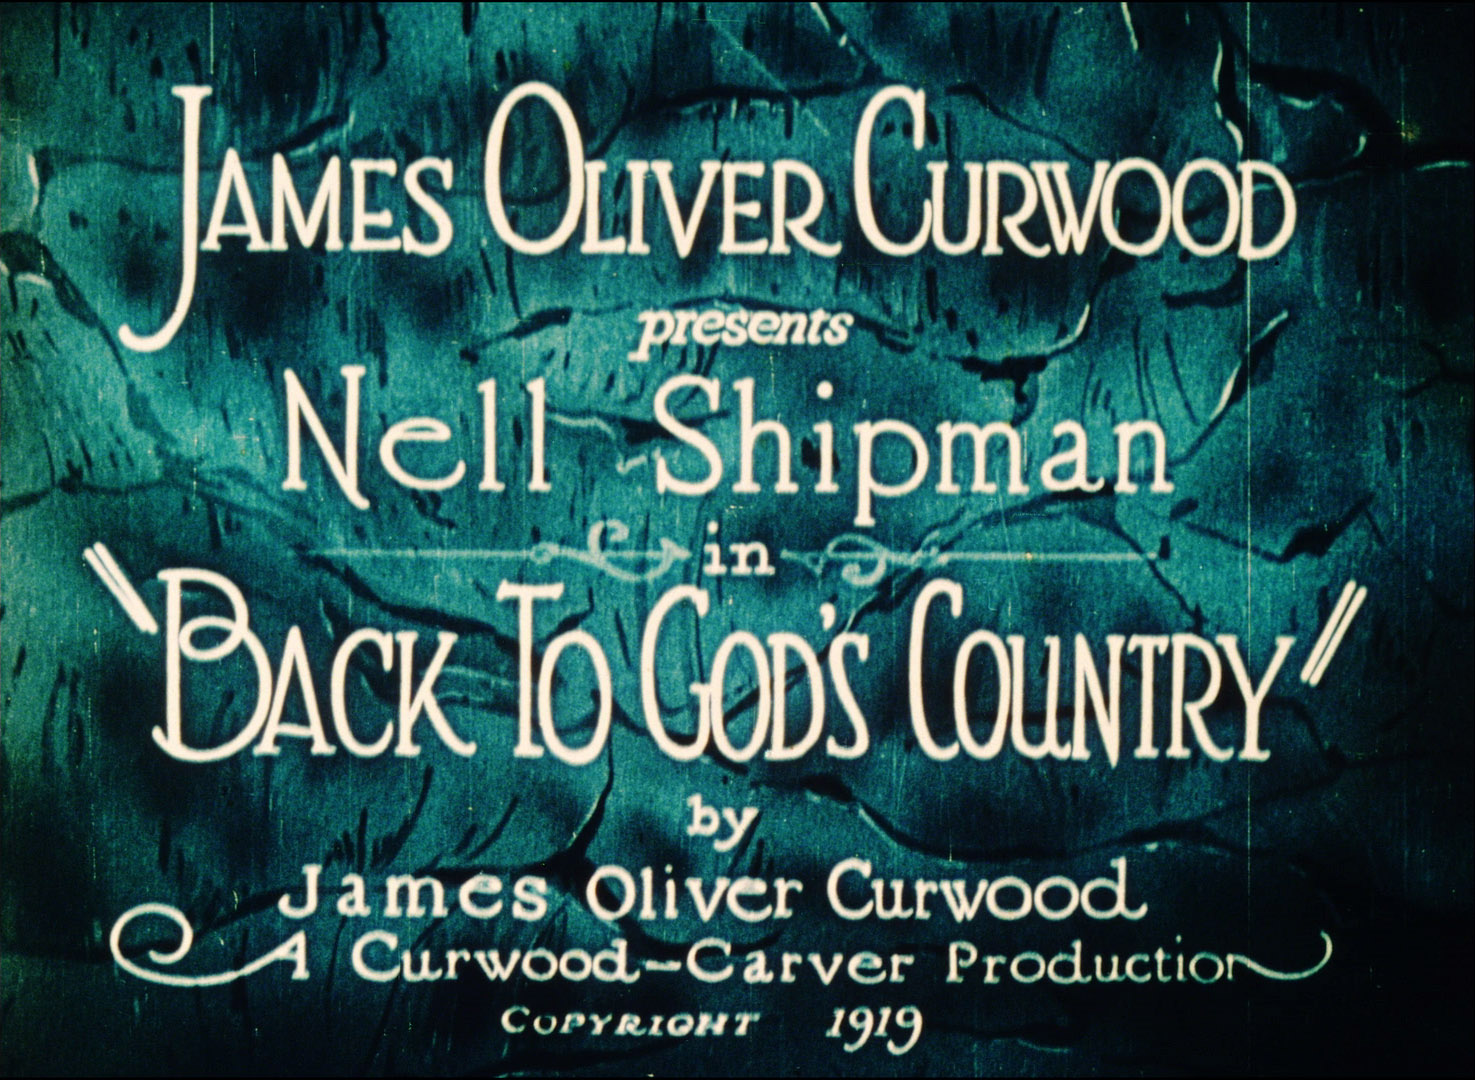 James Oliver Curwood
presents
Nell Shipman
in
"Back To God's Country"
by
James Oliver Curwood
A Curwood-Carver Production
Copyright 1919